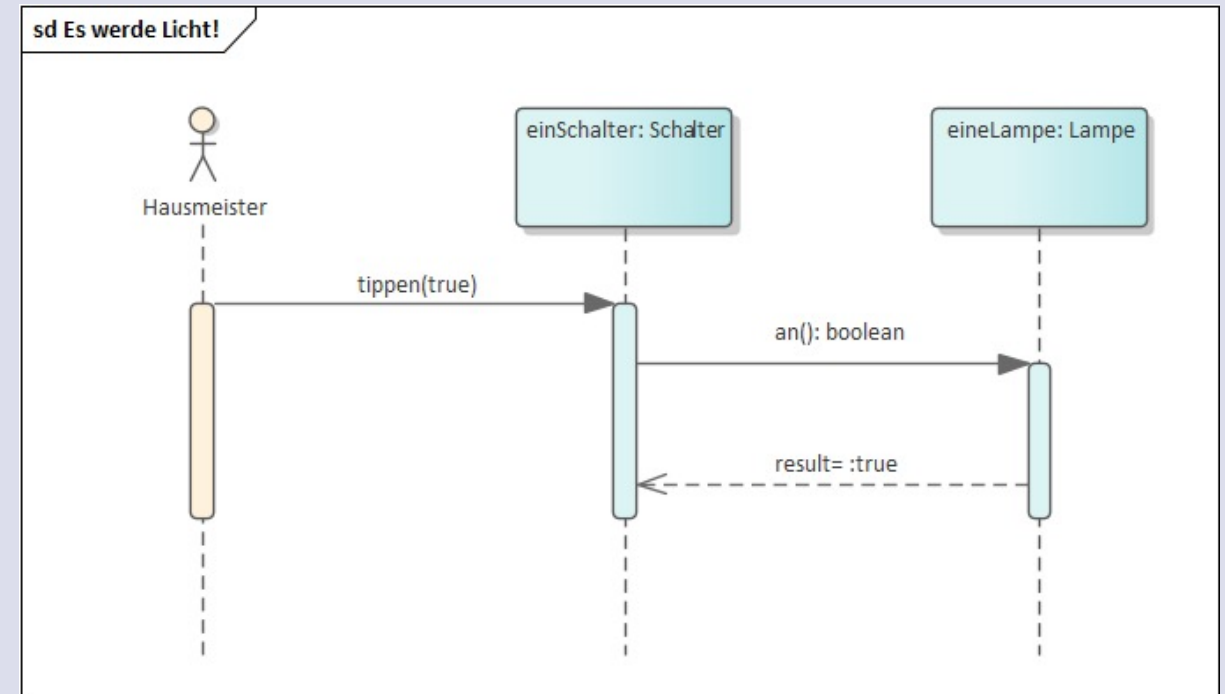 sd Es werde Licht!
Hausmeister
einSchalter: Schalter
eineLampe: Lampe
tippen(true)
an(): boolean
result= :true